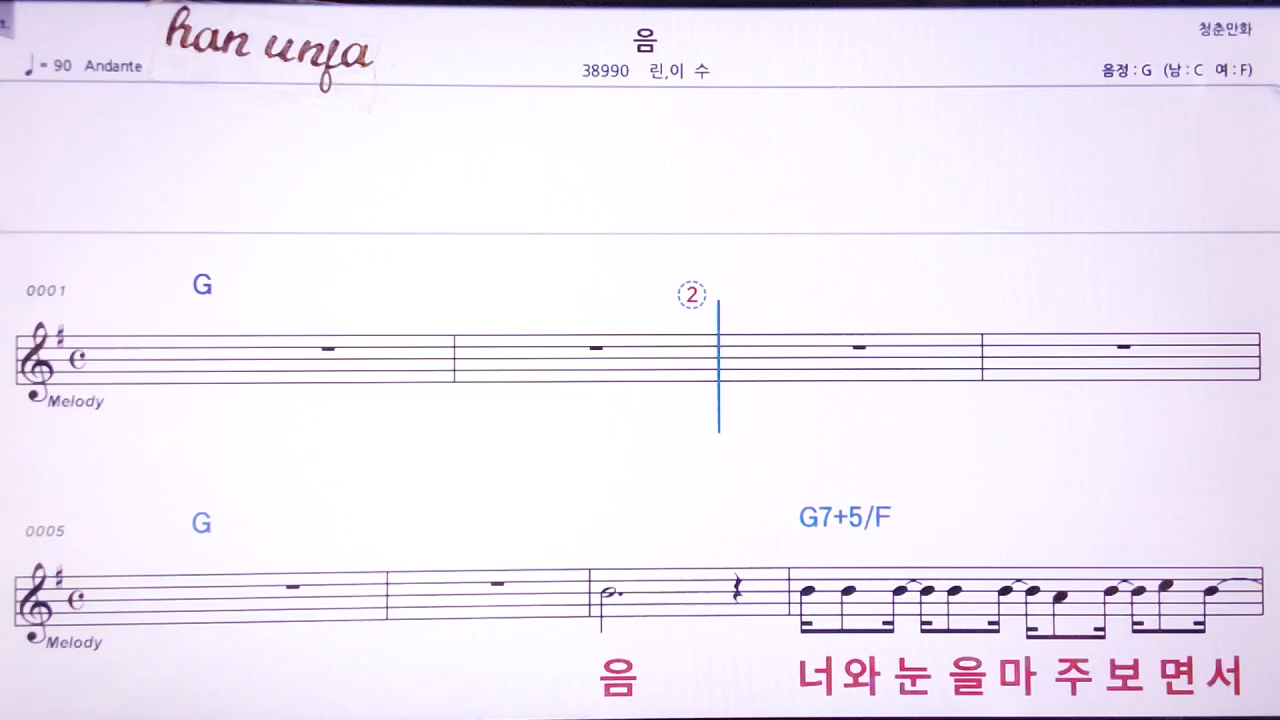 han unfa
음
청춘만화
♩= 90 Andante
38990 린,이 수
음정 : G (남 : C 여 : F)
0001 G
2
Melody
0005 G G7+5/F
Melody
음 너와 눈 을 마 주 보 면 서